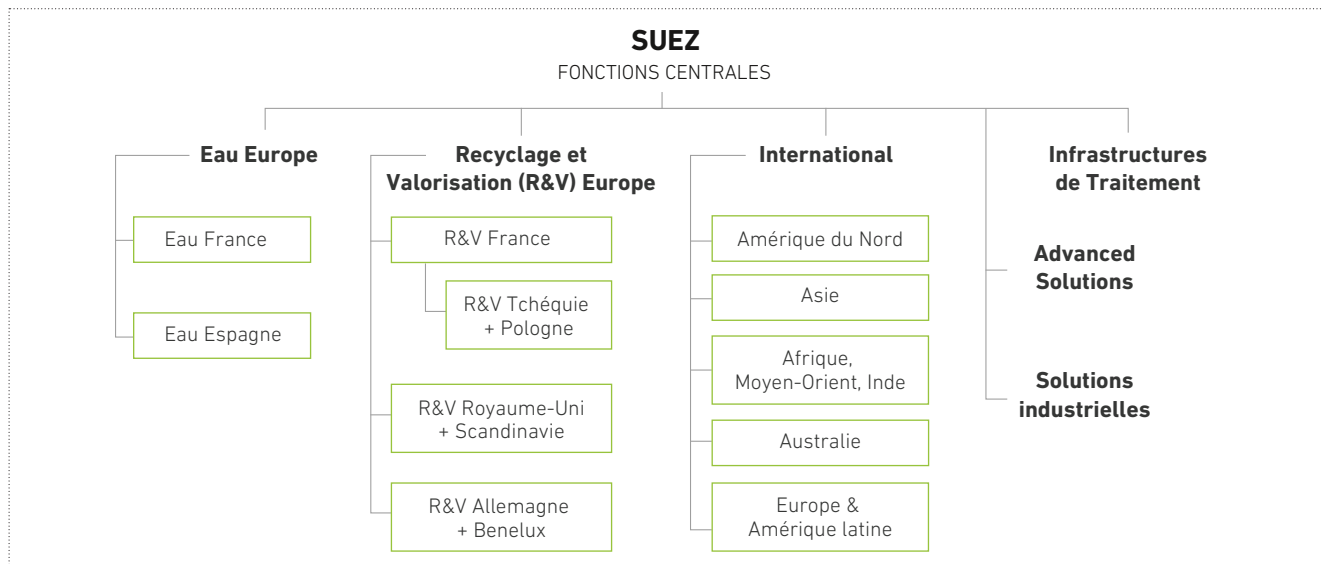 SUEZ
FONCTIONS CENTRALES
Eau Europe
Eau France
Eau Espagne
Recyclage et
Valorisation (R&V) Europe
R&V France
R&V Tchéquie
+ Pologne
R&V Royaume-Uni
+ Scandinavie
R&V Allemagne
+ Benelux
International
Amérique du Nord
Asie
Afrique,
Moyen-Orient, Inde
Australie
Europe &
Amérique latine
Infrastructures
de Traitement
Advanced
Solutions
Solutions
industrielles